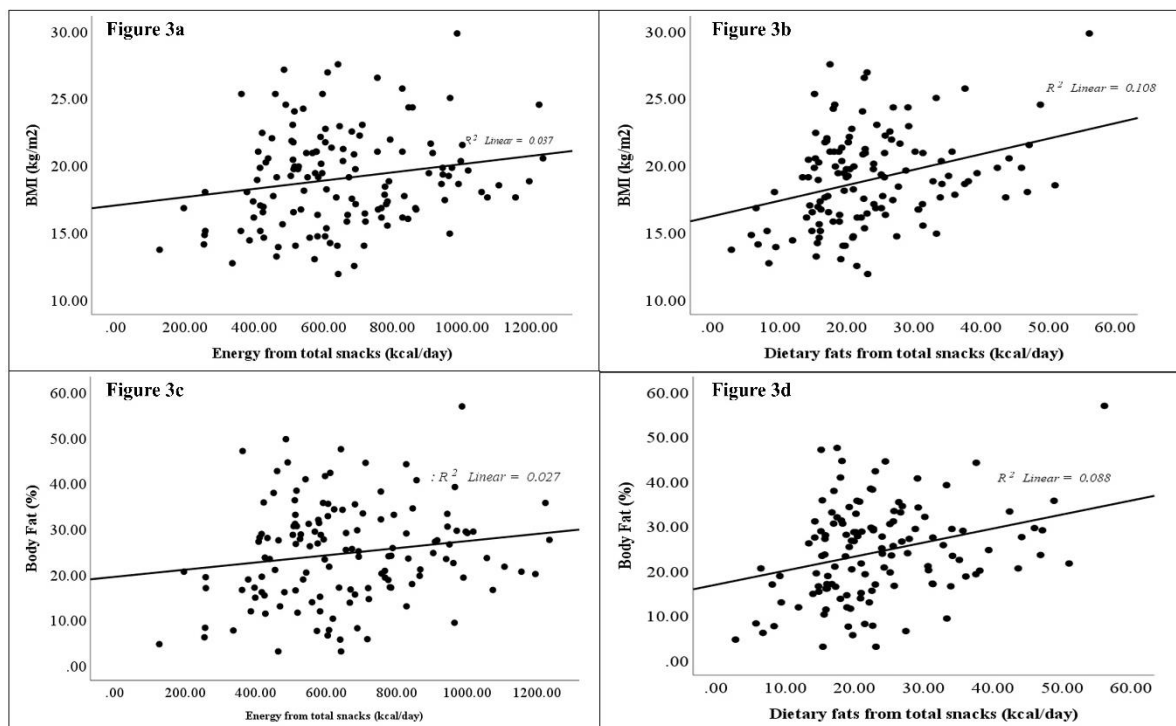 Figure 3a
30.00
25.00
20.00
15.00
10.00
BMI (kg/m2)
R² Linear = 0.037
.00 200.00 400.00 600.00 800.00 1000.00 1200.00
Energy from total snacks (kcal/day)
Figure 3b
30.00
25.00
20.00
15.00
10.00
BMI (kg/m2)
R² Linear = 0.108
.00 10.00 20.00 30.00 40.00 50.00 60.00
Dietary fats from total snacks (kcal/day)
Figure 3c
60.00
50.00
40.00
30.00
20.00
10.00
.00
Body Fat (%)
: R² Linear = 0.027
.00 200.00 400.00 600.00 800.00 1000.00 1200.00
Energy from total snacks (kcal/day)
Figure 3d
60.00
50.00
40.00
30.00
20.00
10.00
.00
Body Fat (%)
R² Linear = 0.088
.00 10.00 20.00 30.00 40.00 50.00 60.00
Dietary fats from total snacks (kcal/day)